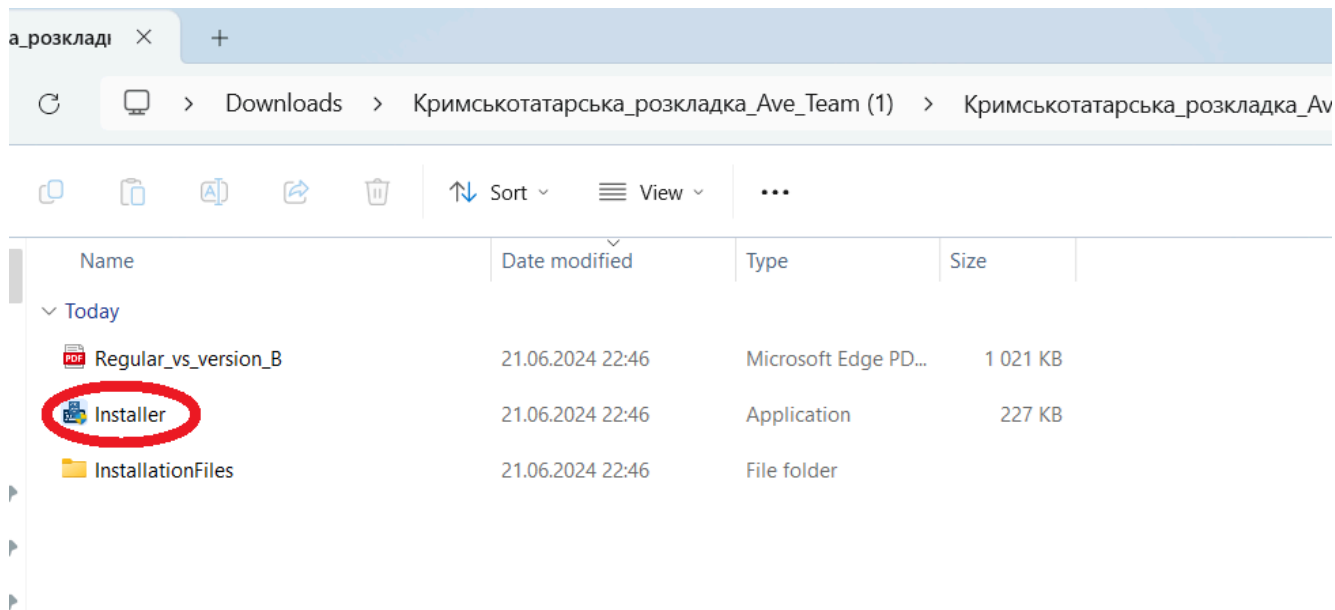 а_розкладı
Downloads > Кримськотатарська_розкладка_Ave_Team (1) > Кримськотатарська_розкладка_Av
Sort View
Name Date modified Type Size
Today
Regular_vs_version_B 21.06.2024 22:46 Microsoft Edge PD... 1 021 KB
Installer 21.06.2024 22:46 Application 227 KB
InstallationFiles 21.06.2024 22:46 File folder